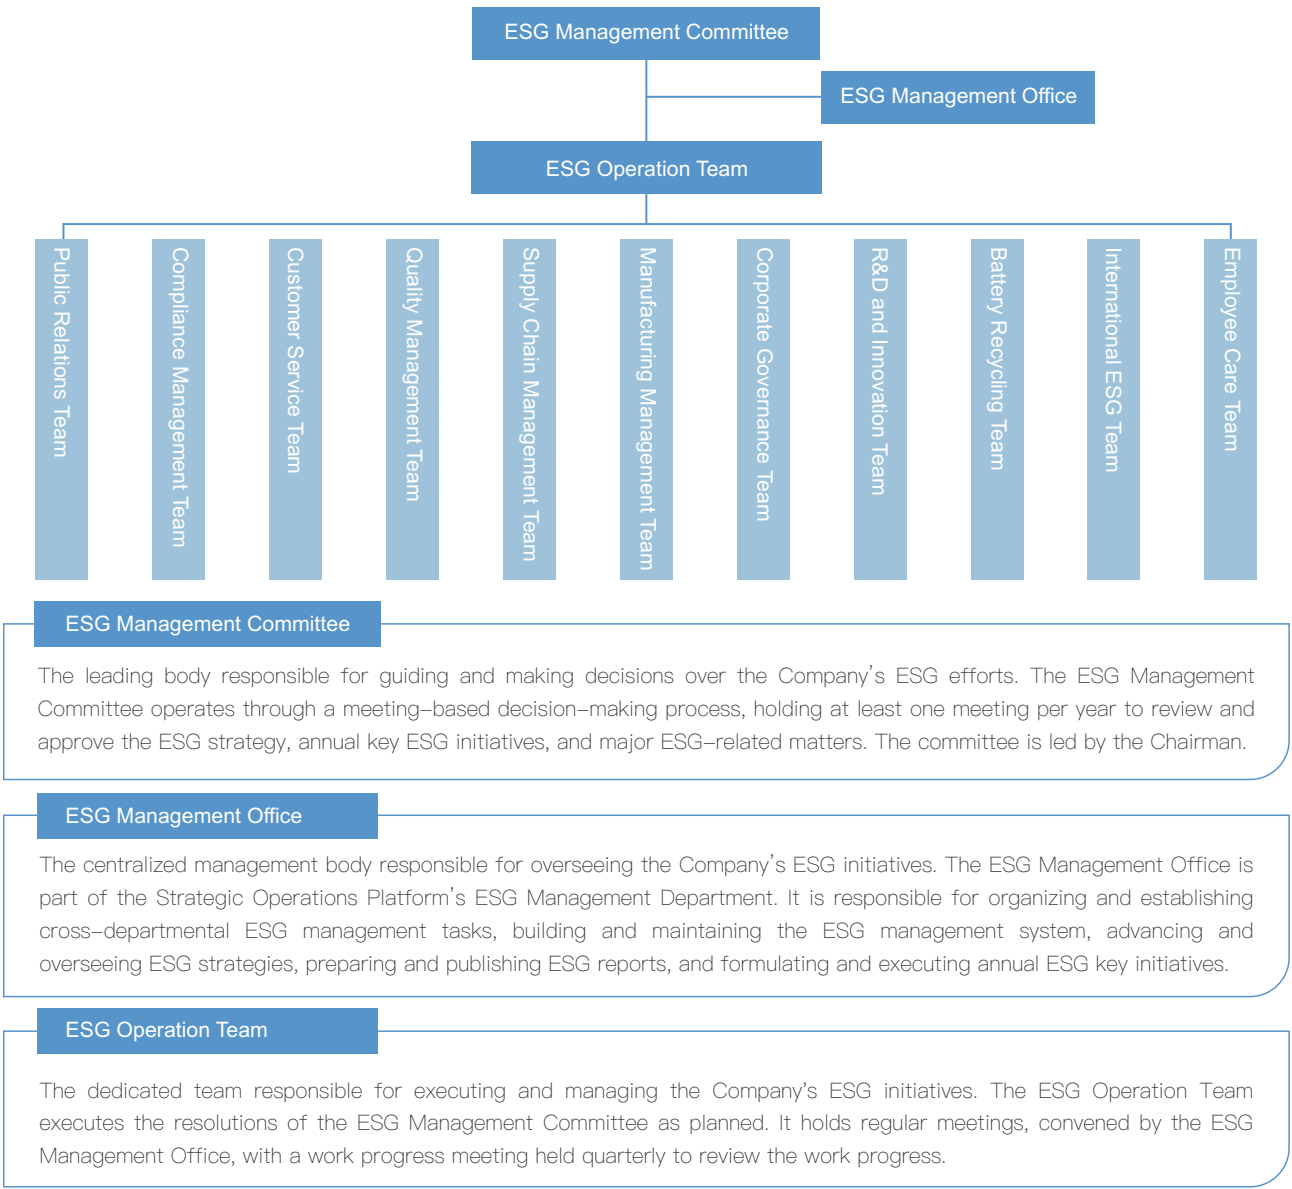 ESG Management Committee
ESG Management Office
ESG Operation Team
Public Relations Team
Compliance Management Team
Customer Service Team
Quality Management Team
Supply Chain Management Team
Manufacturing Management Team
Corporate Governance Team
R&D and Innovation Team
Battery Recycling Team
International ESG Team
Employee Care Team
ESG Management Committee
The leading body responsible for guiding and making decisions over the Company's ESG efforts. The ESG Management
Committee operates through a meeting-based decision-making process, holding at least one meeting per year to review and
approve the ESG strategy, annual key ESG initiatives, and major ESG-related matters. The committee is led by the Chairman.
ESG Management Office
The centralized management body responsible for overseeing the Company's ESG initiatives. The ESG Management Office is
part of the Strategic Operations Platform's ESG Management Department. It is responsible for organizing and establishing
cross-departmental ESG management tasks, building and maintaining the ESG management system, advancing and
overseeing ESG strategies, preparing and publishing ESG reports, and formulating and executing annual ESG key initiatives.
ESG Operation Team
The dedicated team responsible for executing and managing the Company's ESG initiatives. The ESG Operation Team
executes the resolutions of the ESG Management Committee as planned. It holds regular meetings, convened by the ESG
Management Office, with a work progress meeting held quarterly to review the work progress.